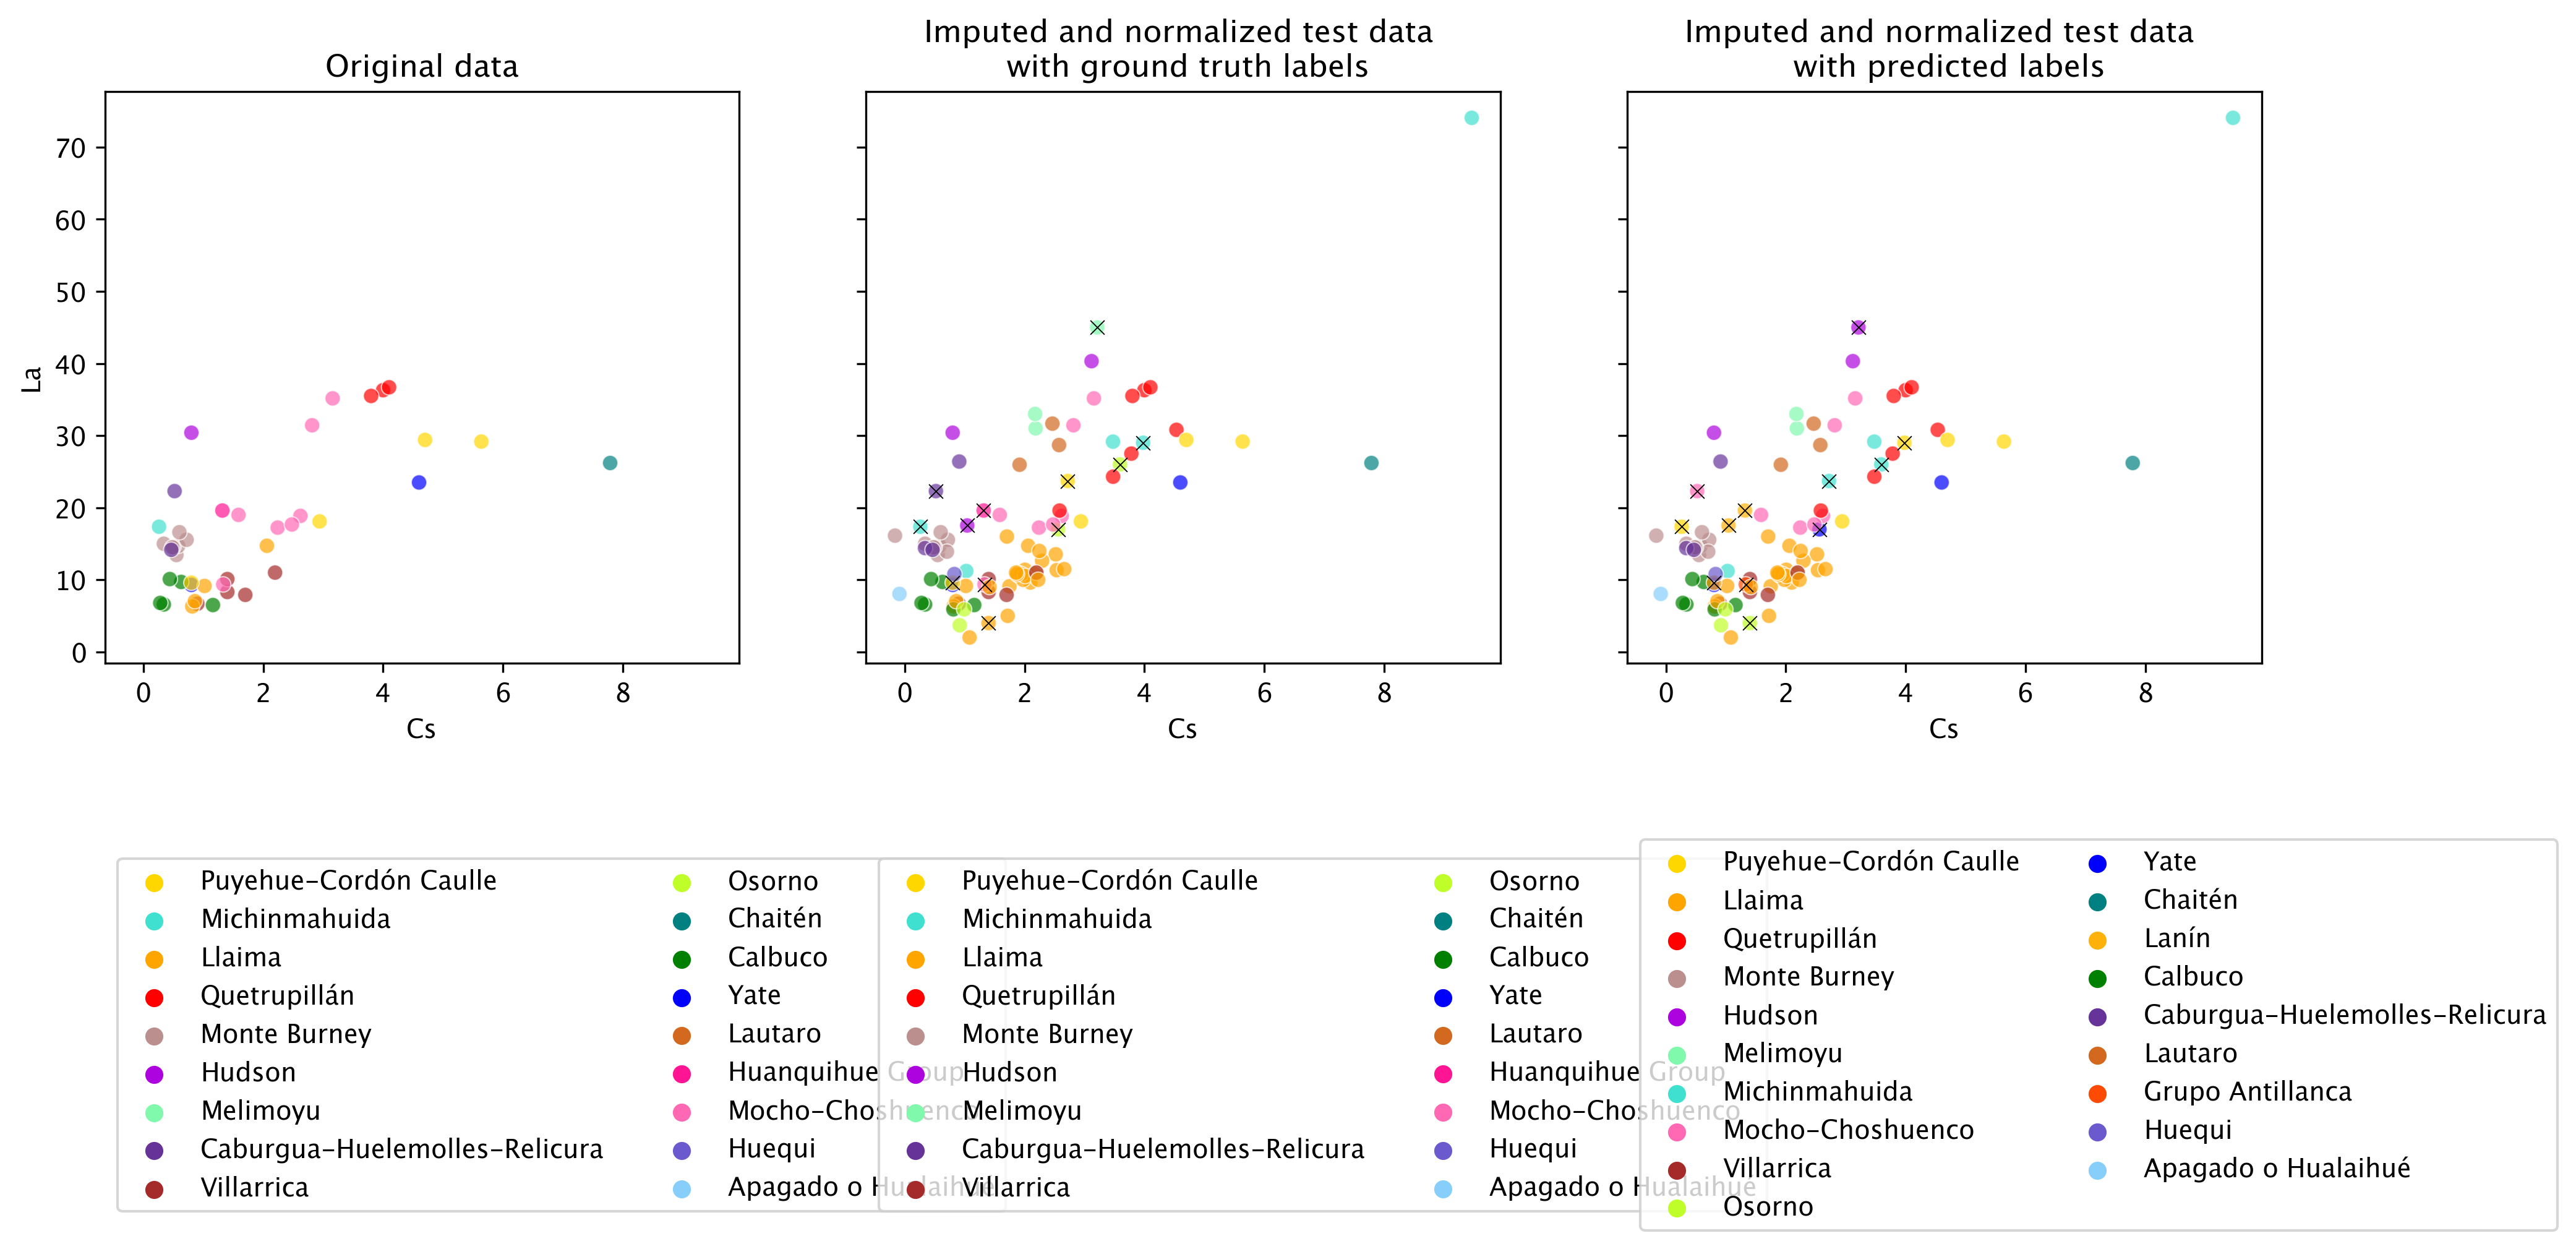 Original data
Imputed and normalized test data
with ground truth labels
Imputed and normalized test data
with predicted labels
La
70
60
50
40
30
20
10
0
0 2 4 6 8
Cs
0 2 4 6 8
Cs
0 2 4 6 8
Cs
Puyehue-Cordón Caulle
Michinmahuida
Llaima
Quetrupillán
Monte Burney
Hudson
Melimoyu
Caburgua-Huelemolles-Relicura
Villarrica
Osorno
Chaitén
Calbuco
Yate
Lautaro
Huanquihue Group
Mocho-Choshuenco
Huequi
Apagado o Hualaihué
Puyehue-Cordón Caulle
Michinmahuida
Llaima
Quetrupillán
Monte Burney
Hudson
Melimoyu
Caburgua-Huelemolles-Relicura
Villarrica
Osorno
Chaitén
Calbuco
Yate
Lautaro
Huanquihue Group
Mocho-Choshuenco
Huequi
Apagado o Hualaihué
Puyehue-Cordón Caulle
Llaima
Quetrupillán
Monte Burney
Hudson
Melimoyu
Michinmahuida
Mocho-Choshuenco
Villarrica
Osorno
Yate
Chaitén
Lanín
Calbuco
Caburgua-Huelemolles-Relicura
Lautaro
Grupo Antillanca
Huequi
Apagado o Hualaihué